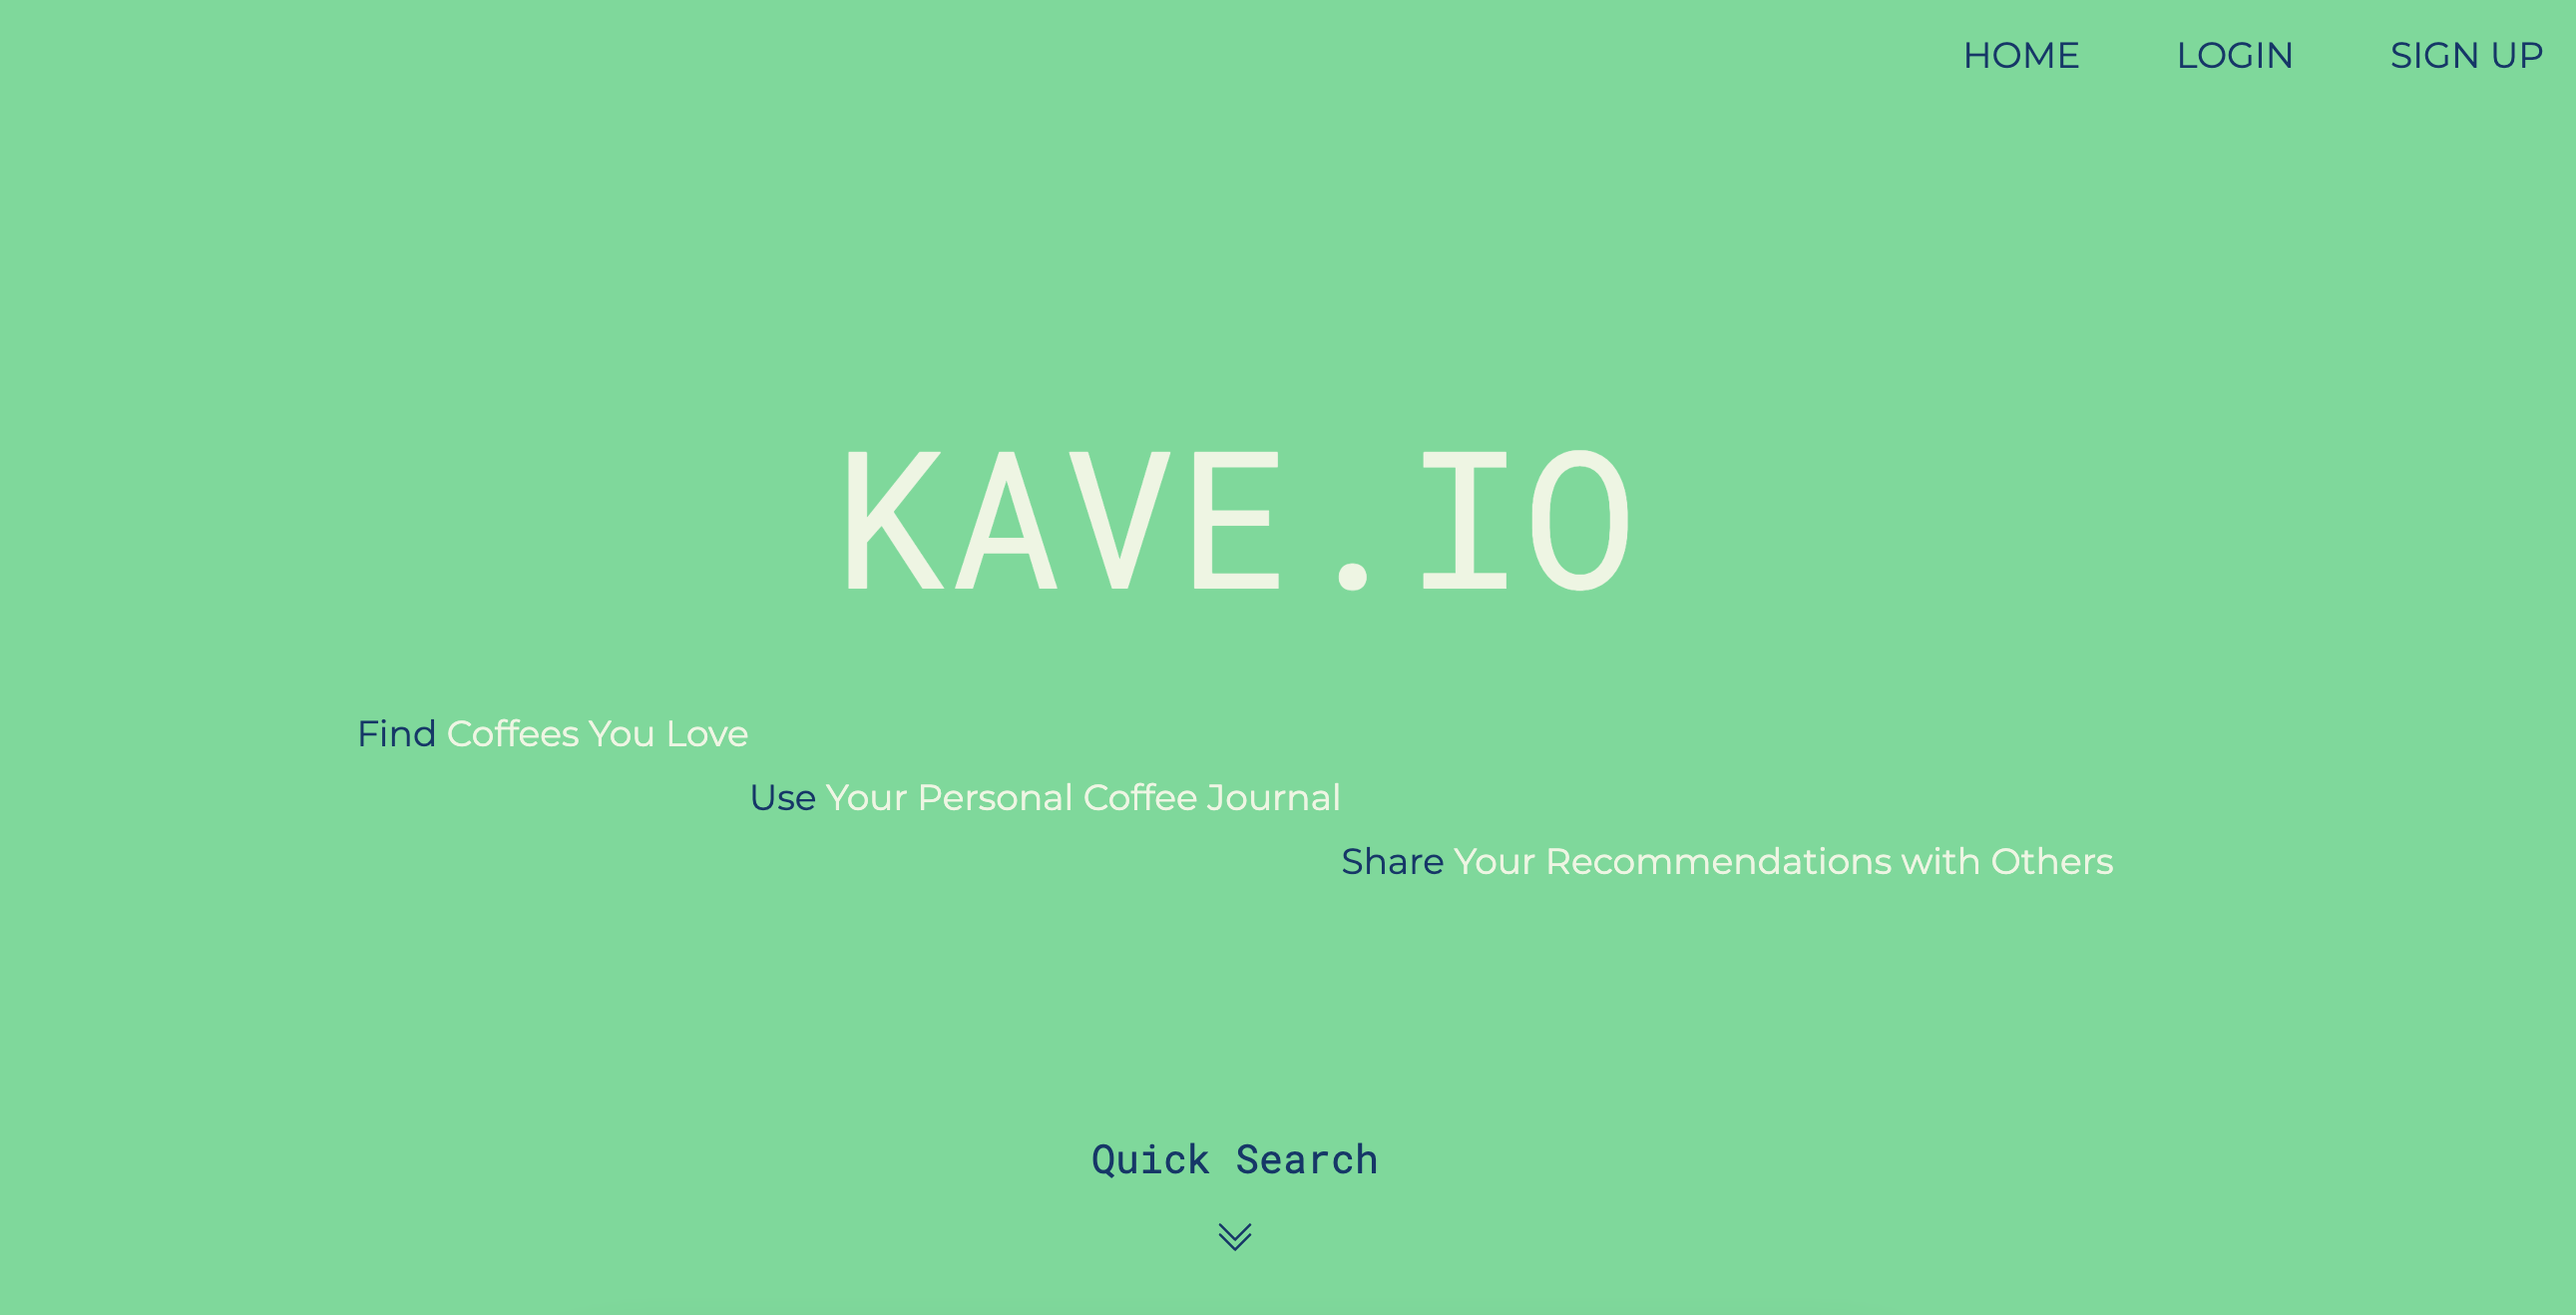 HOME LOGIN SIGN UP
KAVE.IO
Find Coffees You Love
Use Your Personal Coffee Journal
Share Your Recommendations with Others
Quick Search